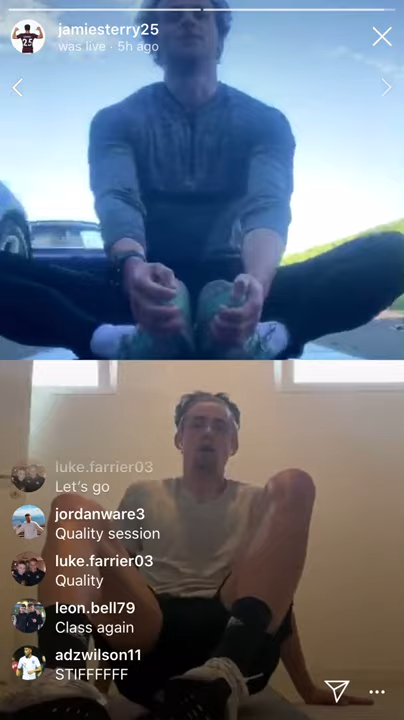 jamiesterry25
was live · 5h ago
luke.farrier03
Let's go
jordanware3
Quality session
luke.farrier03
Quality
leon.bell79
Class again
adzwilson11
STIFFFFFF